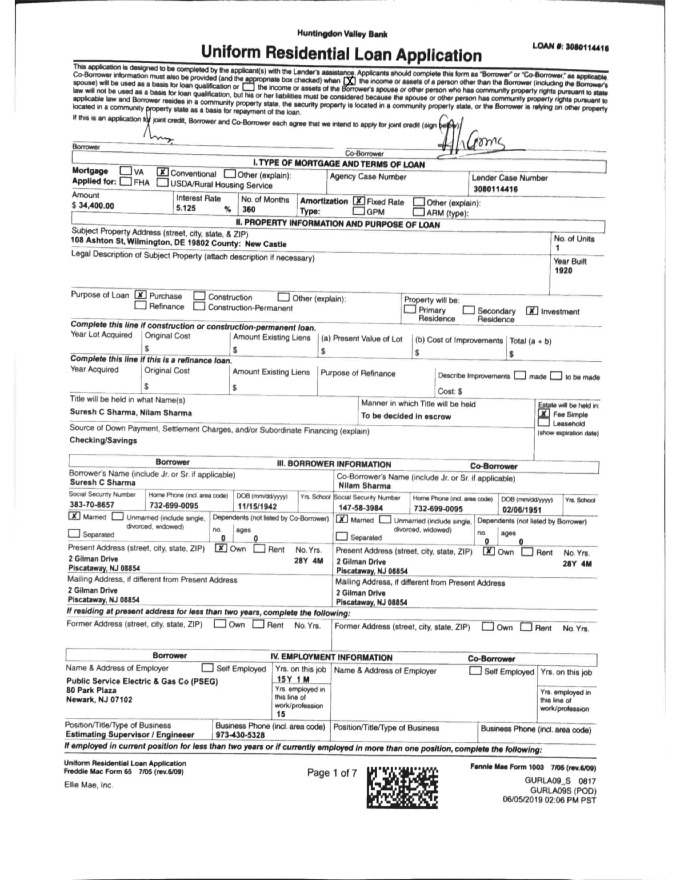 Huntingdon Valley Bank
LOAN #: 3080114416
Uniform Residential Loan Application
This application is designed to be completed by the applicant(s) with the Lender's assistance. Applicants should complete this form as "Borrower" or "Co-Borrower," as applicable.
Co-Borrower information must also be provided (and the appropriate box checked) when [X] the income or assets of a person other than the Borrower (including the Borrower's
spouse) will be used as a basis for loan qualification or [ ] the income or assets of the Borrower's spouse or other person who has community property rights pursuant to state
law will not be used as a basis for loan qualification, but his or her liabilities must be considered because the spouse or other person has community property rights pursuant to
applicable law and Borrower resides in a community property state, the security property is located in a community property state, or the Borrower is relying on other property
located in a community property state as a basis for repayment of the loan.
If this is an application for joint credit, Borrower and Co-Borrower each agree that we intend to apply for joint credit (sign below):
Borrower Co-Borrower
I. TYPE OF MORTGAGE AND TERMS OF LOAN
Mortgage [ ] VA [X] Conventional [ ] Other (explain): Agency Case Number Lender Case Number
Applied for: [ ] FHA [ ] USDA/Rural Housing Service 3080114416
Amount Interest Rate No. of Months Amortization [X] Fixed Rate [ ] Other (explain):
$ 34,400.00 5.125 % 360 Type: [ ] GPM [ ] ARM (type):
II. PROPERTY INFORMATION AND PURPOSE OF LOAN
Subject Property Address (street, city, state, & ZIP) No. of Units
108 Ashton St, Wilmington, DE 19802 County: New Castle 1
Legal Description of Subject Property (attach description if necessary) Year Built
1920
Purpose of Loan [X] Purchase [ ] Construction [ ] Other (explain): Property will be:
[ ] Refinance [ ] Construction-Permanent [ ] Primary Residence [ ] Secondary Residence [X] Investment
Complete this line if construction or construction-permanent loan.
Year Lot Acquired Original Cost Amount Existing Liens (a) Present Value of Lot (b) Cost of Improvements Total (a + b)
$ $ $ $ $
Complete this line if this is a refinance loan.
Year Acquired Original Cost Amount Existing Liens Purpose of Refinance Describe Improvements [ ] made [ ] to be made
$ $ Cost: $
Title will be held in what Name(s) Manner in which Title will be held Estate will be held in:
Suresh C Sharma, Nilam Sharma To be decided in escrow [X] Fee Simple
[ ] Leasehold
Source of Down Payment, Settlement Charges, and/or Subordinate Financing (explain) (show expiration date)
Checking/Savings
Borrower III. BORROWER INFORMATION Co-Borrower
Borrower's Name (include Jr. or Sr. if applicable) Co-Borrower's Name (include Jr. or Sr. if applicable)
Suresh C Sharma Nilam Sharma
Social Security Number Home Phone (incl. area code) DOB (mm/dd/yyyy) Yrs. School Social Security Number Home Phone (incl. area code) DOB (mm/dd/yyyy) Yrs. School
383-70-8657 732-699-0095 11/15/1942 147-58-3984 732-699-0095 02/06/1951
[X] Married [ ] Unmarried (include single, divorced, widowed) Dependents (not listed by Co-Borrower) [X] Married [ ] Unmarried (include single, divorced, widowed) Dependents (not listed by Borrower)
[ ] Separated no. 0 ages 0 [ ] Separated no. 0 ages 0
Present Address (street, city, state, ZIP) [X] Own [ ] Rent No. Yrs. Present Address (street, city, state, ZIP) [X] Own [ ] Rent No. Yrs.
2 Gilman Drive 28Y 4M 2 Gilman Drive 28Y 4M
Piscataway, NJ 08854 Piscataway, NJ 08854
Mailing Address, if different from Present Address Mailing Address, if different from Present Address
2 Gilman Drive 2 Gilman Drive
Piscataway, NJ 08854 Piscataway, NJ 08854
If residing at present address for less than two years, complete the following:
Former Address (street, city, state, ZIP) [ ] Own [ ] Rent No. Yrs. Former Address (street, city, state, ZIP) [ ] Own [ ] Rent No. Yrs.
Borrower IV. EMPLOYMENT INFORMATION Co-Borrower
Name & Address of Employer [ ] Self Employed Yrs. on this job Name & Address of Employer [ ] Self Employed Yrs. on this job
Public Service Electric & Gas Co (PSEG) 15Y 1M
80 Park Plaza Yrs. employed in this line of work/profession Yrs. employed in this line of work/profession
Newark, NJ 07102 15
Position/Title/Type of Business Business Phone (incl. area code) Position/Title/Type of Business Business Phone (incl. area code)
Estimating Supervisor / Engineeer 973-430-5328
If employed in current position for less than two years or if currently employed in more than one position, complete the following:
Uniform Residential Loan Application Fannie Mae Form 1003 7/05 (rev.6/09)
Freddie Mac Form 65 7/05 (rev.6/09)
Page 1 of 7
Ellie Mae, Inc. GURLA09_S 0817
GURLA09S (POD)
06/05/2019 02:06 PM PST